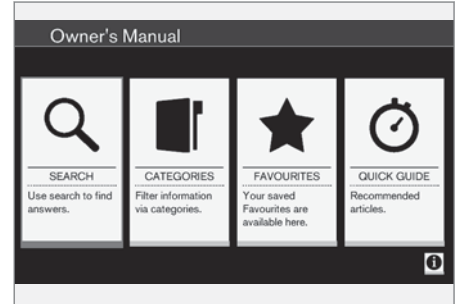 Owner's Manual
SEARCH
Use search to find
answers.
CATEGORIES
Filter information
via categories.
FAVOURITES
Your saved
Favourites are
available here.
QUICK GUIDE
Recommended
articles.
i